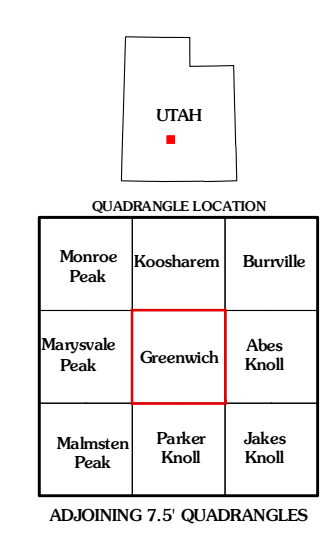 UTAH
QUADRANGLE LOCATION
Monroe
Peak
Koosharem
Burrville
Marysvale
Peak
Greenwich
Abes
Knoll
Malmsten
Peak
Parker
Knoll
Jakes
Knoll
ADJOINING 7.5' QUADRANGLES